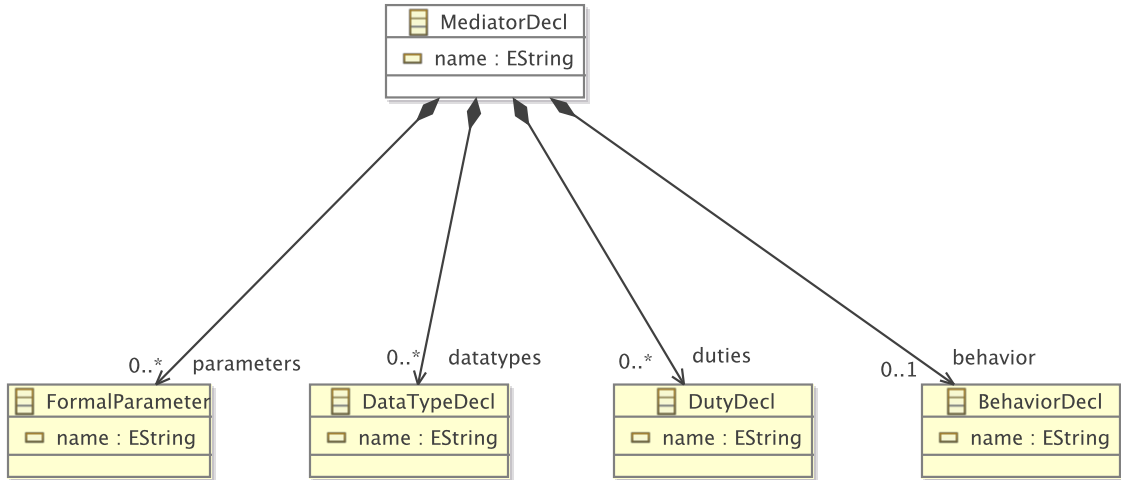 MediatorDecl
name : EString
0..* parameters
0..* datatypes
0..* duties
0..1 behavior
FormalParameter
name : EString
DataTypeDecl
name : EString
DutyDecl
name : EString
BehaviorDecl
name : EString